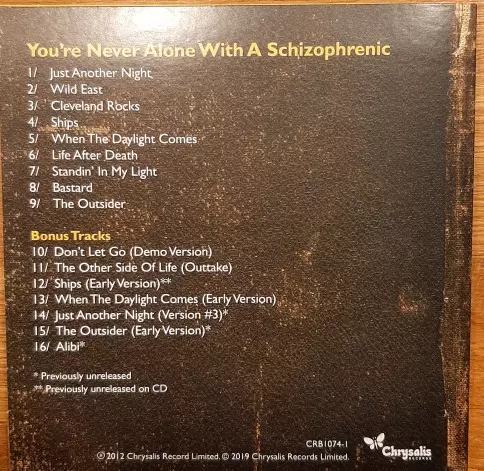 You're Never Alone With A Schizophrenic
1/ Just Another Night
2/ Wild East
3/ Cleveland Rocks
4/ Ships
5/ When The Daylight Comes
6/ Life After Death
7/ Standin' In My Light
8/ Bastard
9/ The Outsider
Bonus Tracks
10/ Don't Let Go (Demo Version)
11/ The Other Side Of Life (Outtake)
12/ Ships (Early Version)**
13/ When The Daylight Comes (Early Version)
14/ Just Another Night (Version #3)*
15/ The Outsider (Early Version)*
16/ Alibi*
* Previously unreleased
** Previously unreleased on CD
CRB1074-1
Chrysalis
RECORDS
℗ 2012 Chrysalis Record Limited. © 2019 Chrysalis Records Limited.